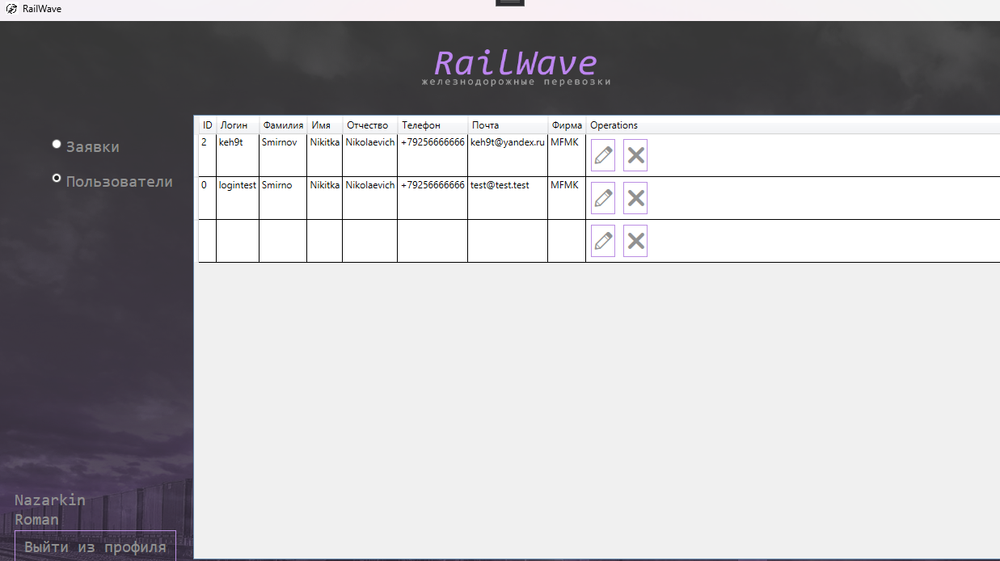 RailWave
RailWave
железнодорожные перевозки
Заявки
Пользователи
ID Логин Фамилия Имя Отчество Телефон Почта Фирма Operations
2 keh9t Smirnov Nikitka Nikolaevich +79256666666 keh9t@yandex.ru MFMK
0 logintest Smirno Nikitka Nikolaevich +79256666666 test@test.test MFMK
Nazarkin
Roman
Выйти из профиля